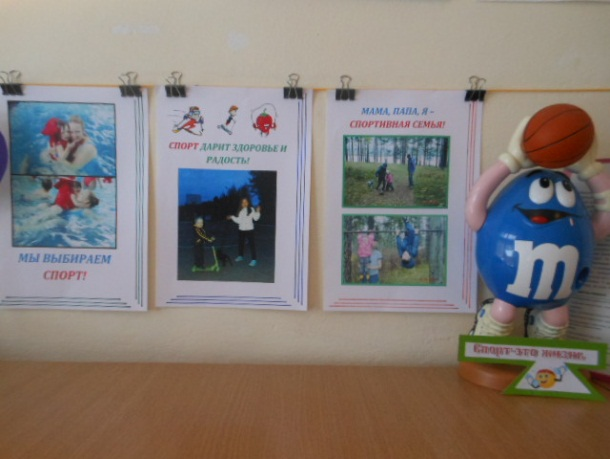 МЫ ВЫБИРАЕМ
СПОРТ!
СПОРТ ДАРИТ ЗДОРОВЬЕ И
РАДОСТЬ!
МАМА, ПАПА, Я –
СПОРТИВНАЯ СЕМЬЯ!
m
Спорт-это жизнь